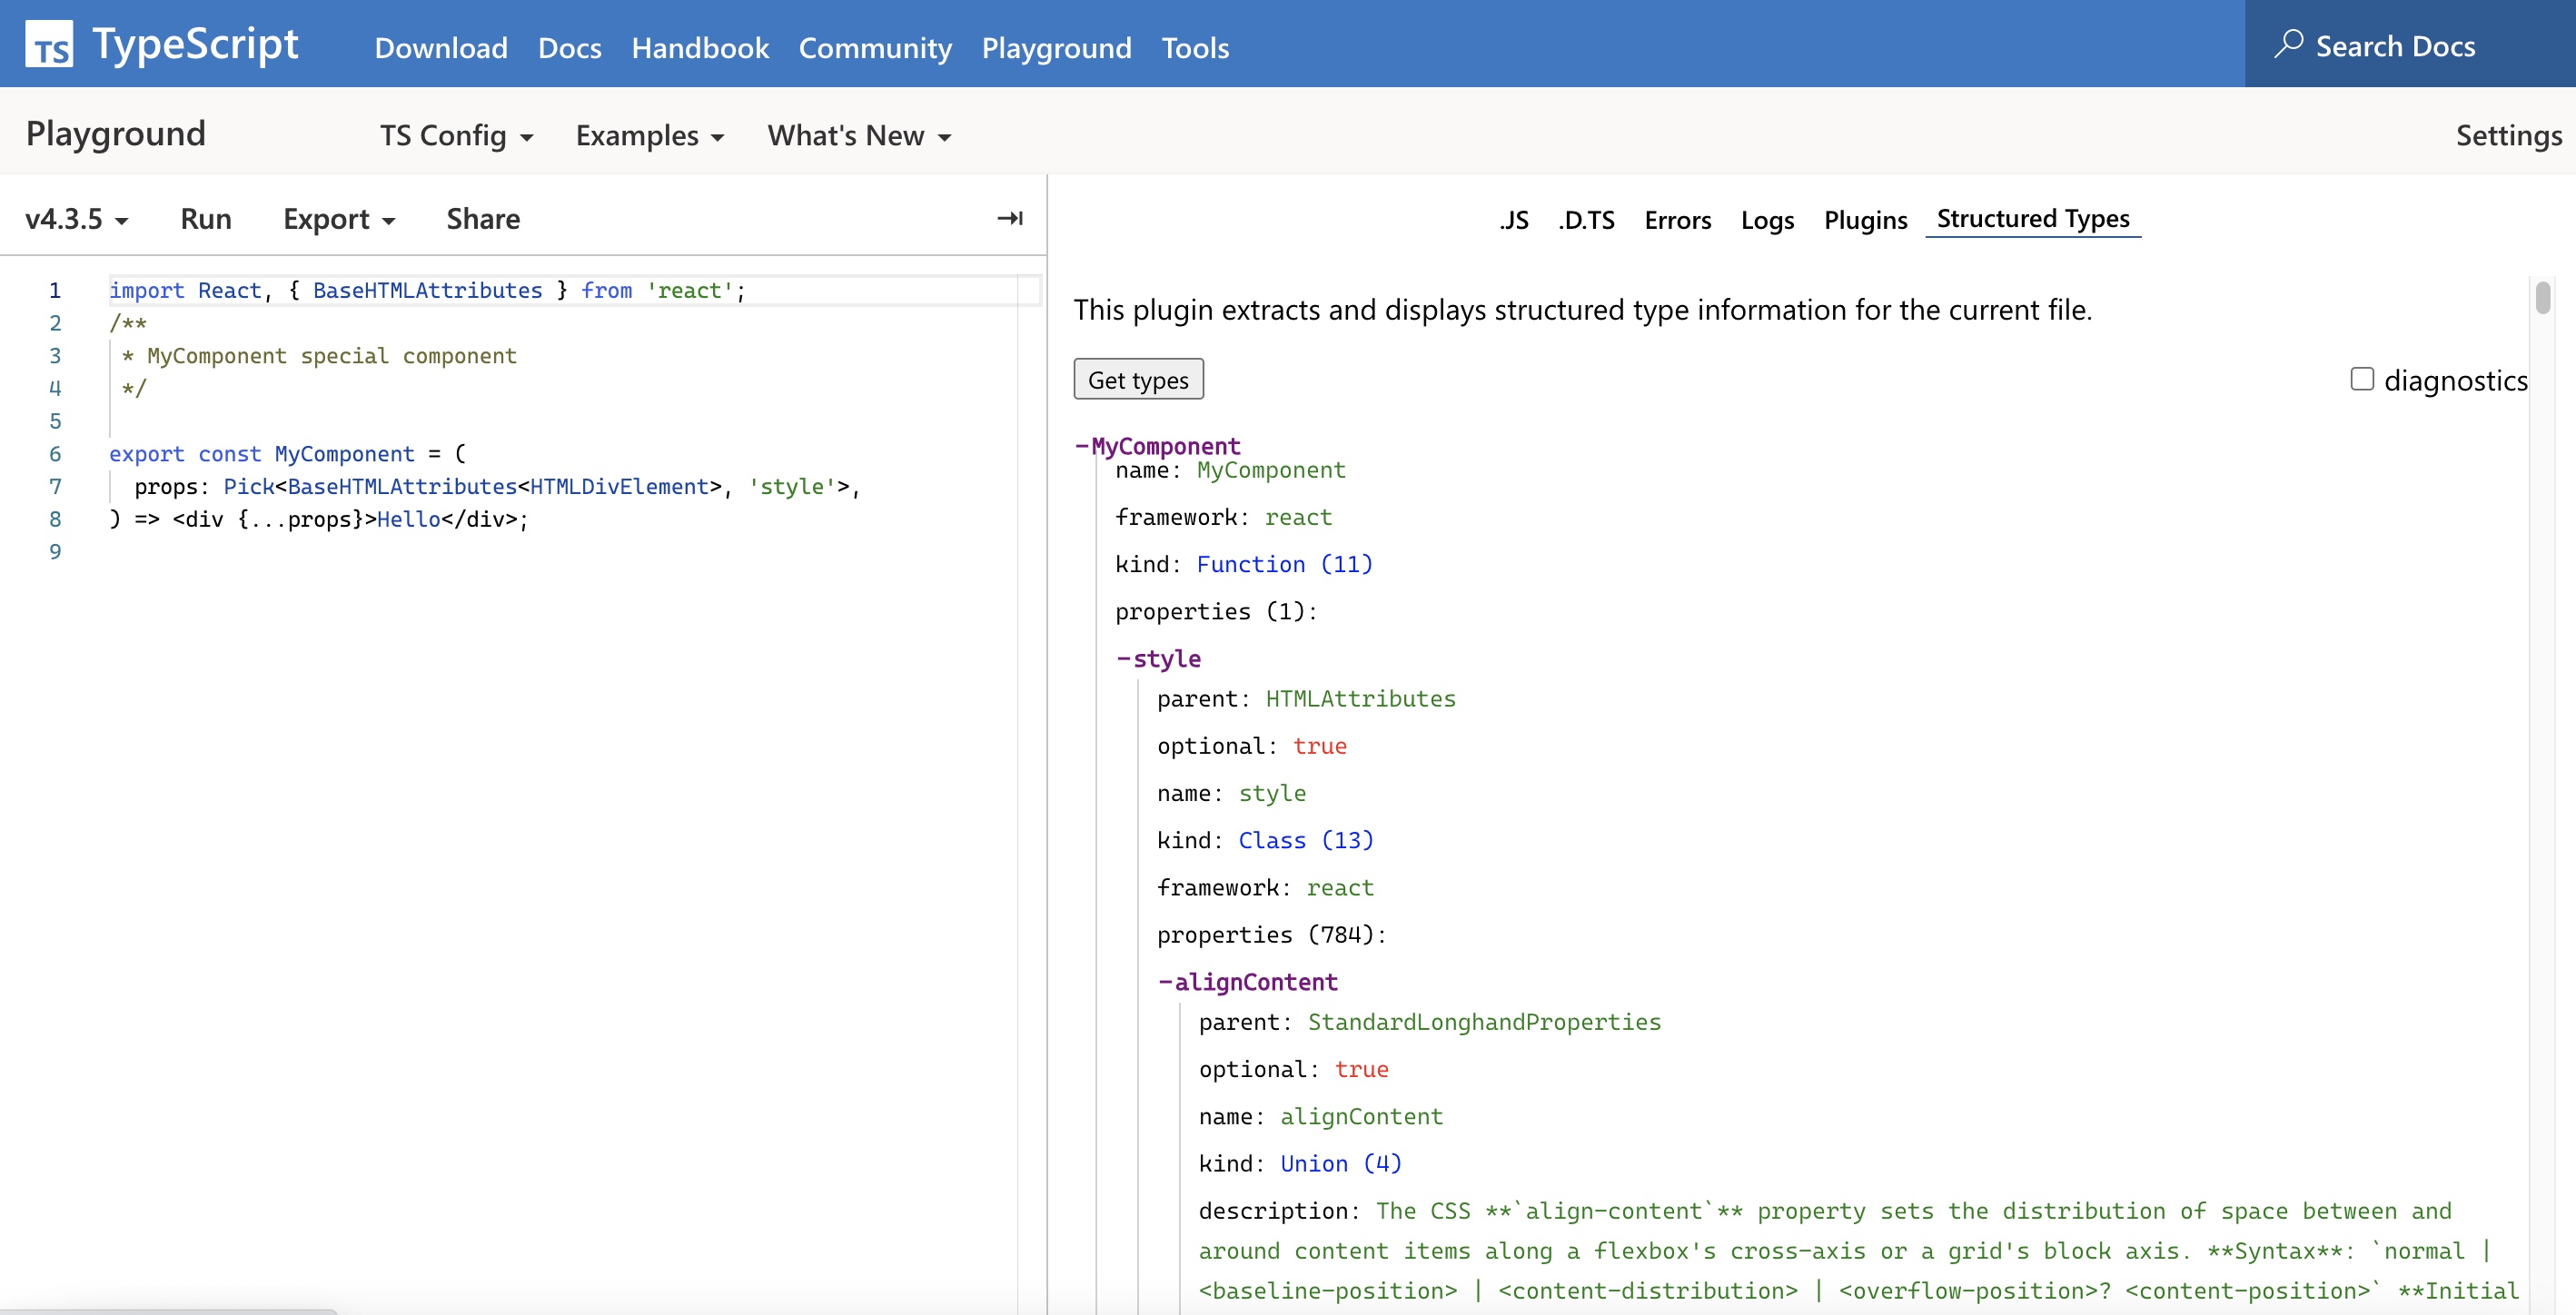 TS TypeScript Download Docs Handbook Community Playground Tools Search Docs
Playground TS Config Examples What's New Settings
v4.3.5 Run Export Share
.JS .D.TS Errors Logs Plugins Structured Types
1 import React, { BaseHTMLAttributes } from 'react';
2 /**
3 * MyComponent special component
4 */
5
6 export const MyComponent = (
7 props: Pick<BaseHTMLAttributes<HTMLDivElement>, 'style'>,
8 ) => <div {...props}>Hello</div>;
9
This plugin extracts and displays structured type information for the current file.
Get types diagnostics
−MyComponent
name: MyComponent
framework: react
kind: Function (11)
properties (1):
−style
parent: HTMLAttributes
optional: true
name: style
kind: Class (13)
framework: react
properties (784):
−alignContent
parent: StandardLonghandProperties
optional: true
name: alignContent
kind: Union (4)
description: The CSS **`align-content`** property sets the distribution of space between and
around content items along a flexbox's cross-axis or a grid's block axis. **Syntax**: `normal |
<baseline-position> | <content-distribution> | <overflow-position>? <content-position>` **Initial